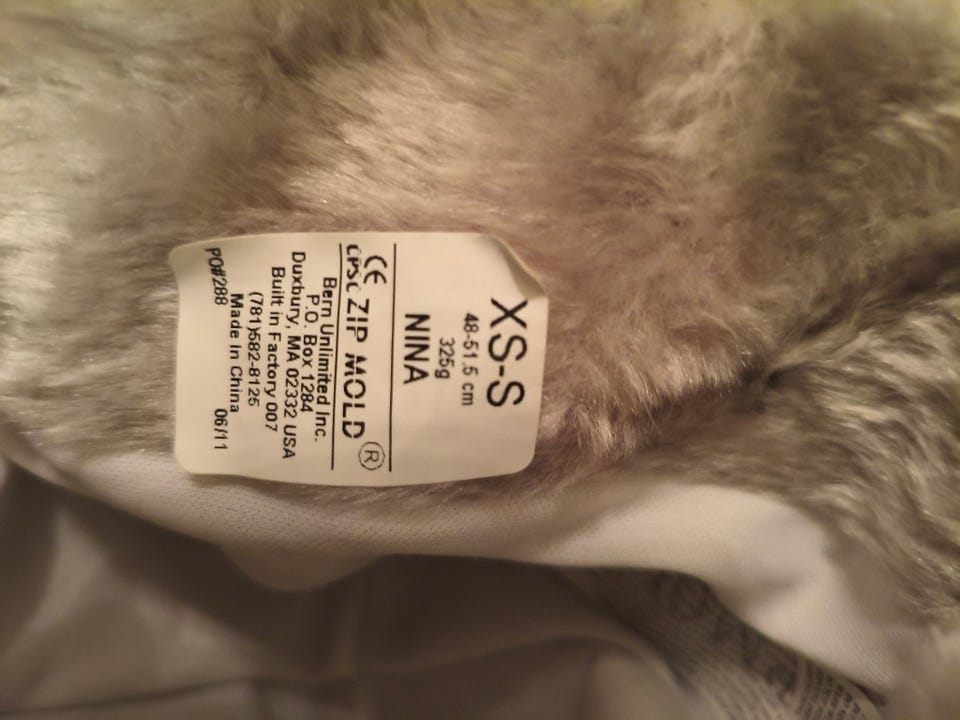 XS-S
48-51.5 cm
325g
NINA
CE
CPSC ZIP MOLD®
Bern Unlimited Inc.
P.O. Box 1284
Duxbury, MA 02332 USA
Built in Factory 007
(781)582-8125
Made in China
PO#288 06/11